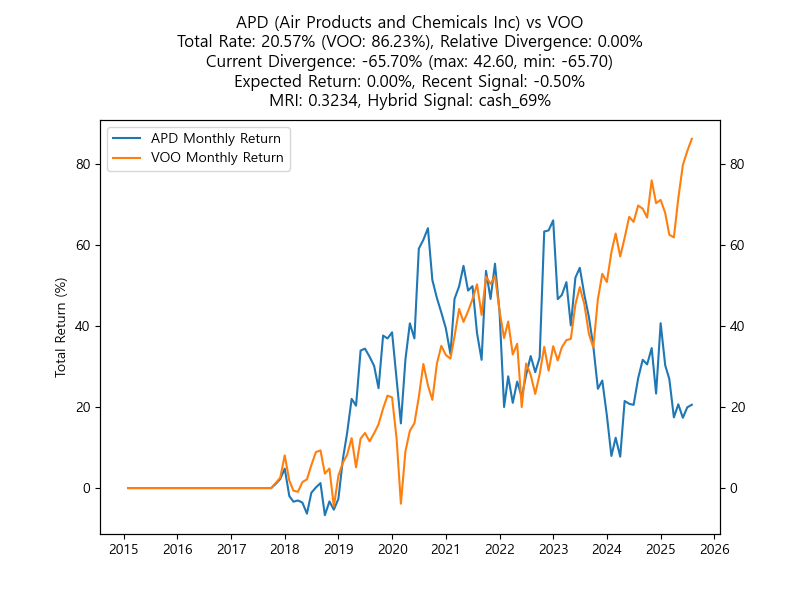 APD (Air Products and Chemicals Inc) vs VOO
Total Rate: 20.57% (VOO: 86.23%), Relative Divergence: 0.00%
Current Divergence: -65.70% (max: 42.60, min: -65.70)
Expected Return: 0.00%, Recent Signal: -0.50%
MRI: 0.3234, Hybrid Signal: cash_69%
APD Monthly Return
VOO Monthly Return
Total Return (%)
80
60
40
20
0
80
60
40
20
0
2015 2016 2017 2018 2019 2020 2021 2022 2023 2024 2025 2026